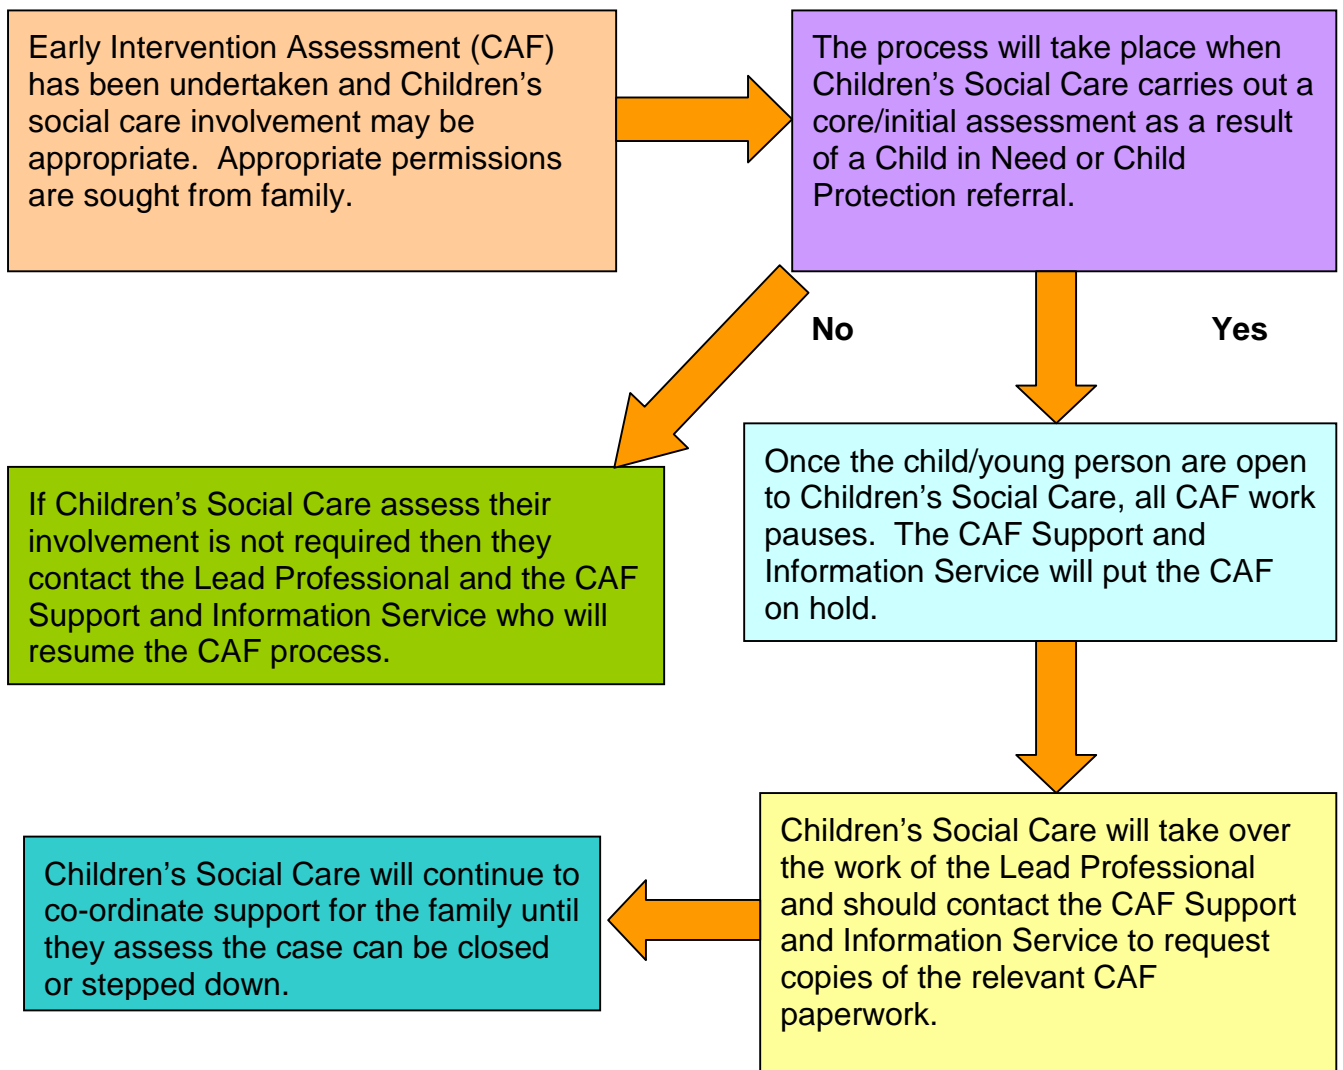 Early Intervention Assessment (CAF)
has been undertaken and Children's
social care involvement may be
appropriate.  Appropriate permissions
are sought from family.
The process will take place when
Children's Social Care carries out a
core/initial assessment as a result
of a Child in Need or Child
Protection referral.
No
Yes
If Children's Social Care assess their
involvement is not required then they
contact the Lead Professional and the CAF
Support and Information Service who will
resume the CAF process.
Once the child/young person are open
to Children's Social Care, all CAF work
pauses.  The CAF Support and
Information Service will put the CAF
on hold.
Children's Social Care will take over
the work of the Lead Professional
and should contact the CAF Support
and Information Service to request
copies of the relevant CAF
paperwork.
Children's Social Care will continue to
co-ordinate support for the family until
they assess the case can be closed
or stepped down.